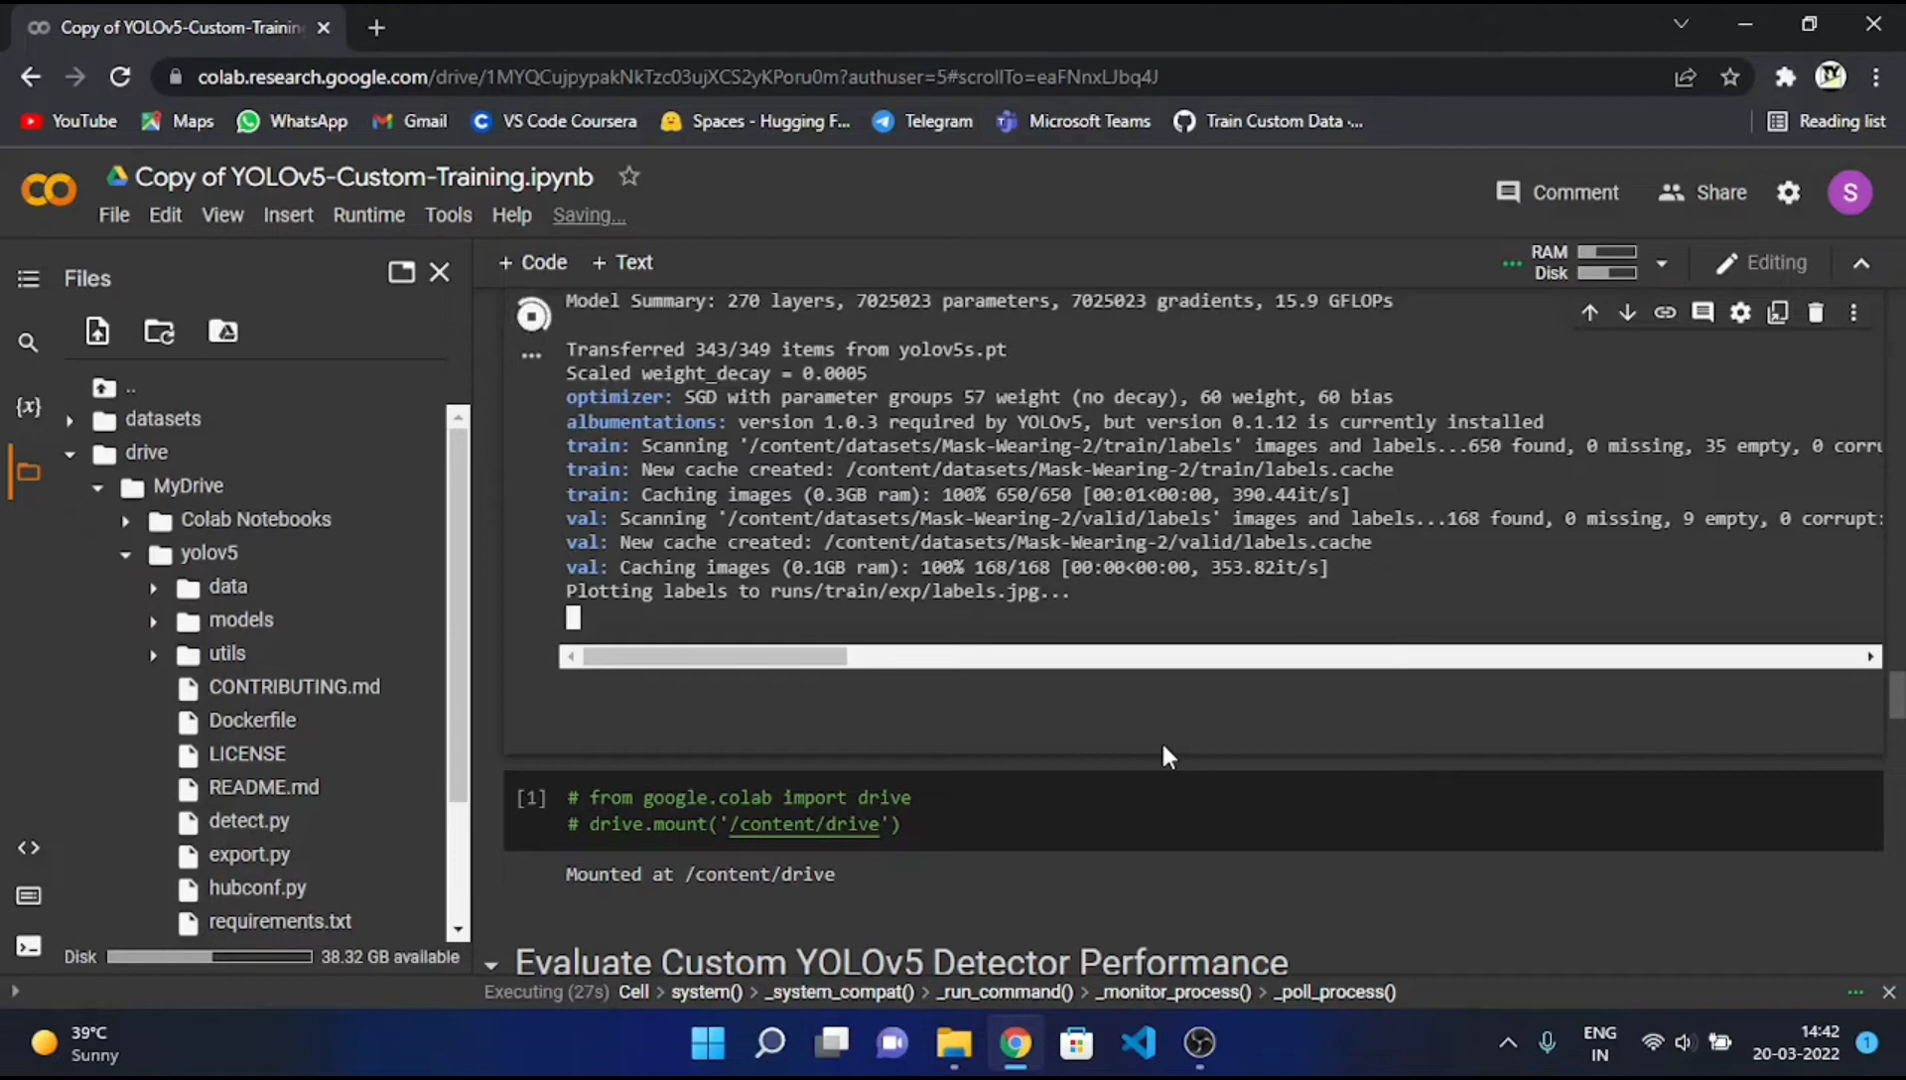 Copy of YOLOv5-Custom-Trainin
colab.research.google.com/drive/1MYQCujpypakNkTzc03ujXCS2yKPoru0m?authuser=5#scrollTo=eaFNnxLJbq4J
YouTube Maps WhatsApp Gmail VS Code Coursera Spaces - Hugging F... Telegram Microsoft Teams Train Custom Data ·... Reading list
Copy of YOLOv5-Custom-Training.ipynb
Comment Share S
File Edit View Insert Runtime Tools Help Saving...
Files
+ Code + Text
RAM
Disk
Editing
Model Summary: 270 layers, 7025023 parameters, 7025023 gradients, 15.9 GFLOPs
Transferred 343/349 items from yolov5s.pt
Scaled weight_decay = 0.0005
optimizer: SGD with parameter groups 57 weight (no decay), 60 weight, 60 bias
albumentations: version 1.0.3 required by YOLOv5, but version 0.1.12 is currently installed
train: Scanning '/content/datasets/Mask-Wearing-2/train/labels' images and labels...650 found, 0 missing, 35 empty, 0 corru
train: New cache created: /content/datasets/Mask-Wearing-2/train/labels.cache
train: Caching images (0.3GB ram): 100% 650/650 [00:01<00:00, 390.44it/s]
val: Scanning '/content/datasets/Mask-Wearing-2/valid/labels' images and labels...168 found, 0 missing, 9 empty, 0 corrupt:
val: New cache created: /content/datasets/Mask-Wearing-2/valid/labels.cache
val: Caching images (0.1GB ram): 100% 168/168 [00:00<00:00, 353.82it/s]
Plotting labels to runs/train/exp/labels.jpg...
..
datasets
drive
MyDrive
Colab Notebooks
yolov5
data
models
utils
CONTRIBUTING.md
Dockerfile
LICENSE
README.md
detect.py
export.py
hubconf.py
requirements.txt
{x}
Disk 38.32 GB available
[1] # from google.colab import drive
# drive.mount('/content/drive')
Mounted at /content/drive
Evaluate Custom YOLOv5 Detector Performance
Executing (27s) Cell > system() > _system_compat() > _run_command() > _monitor_process() > _poll_process()
39°C
Sunny
ENG
IN
14:42
20-03-2022
1